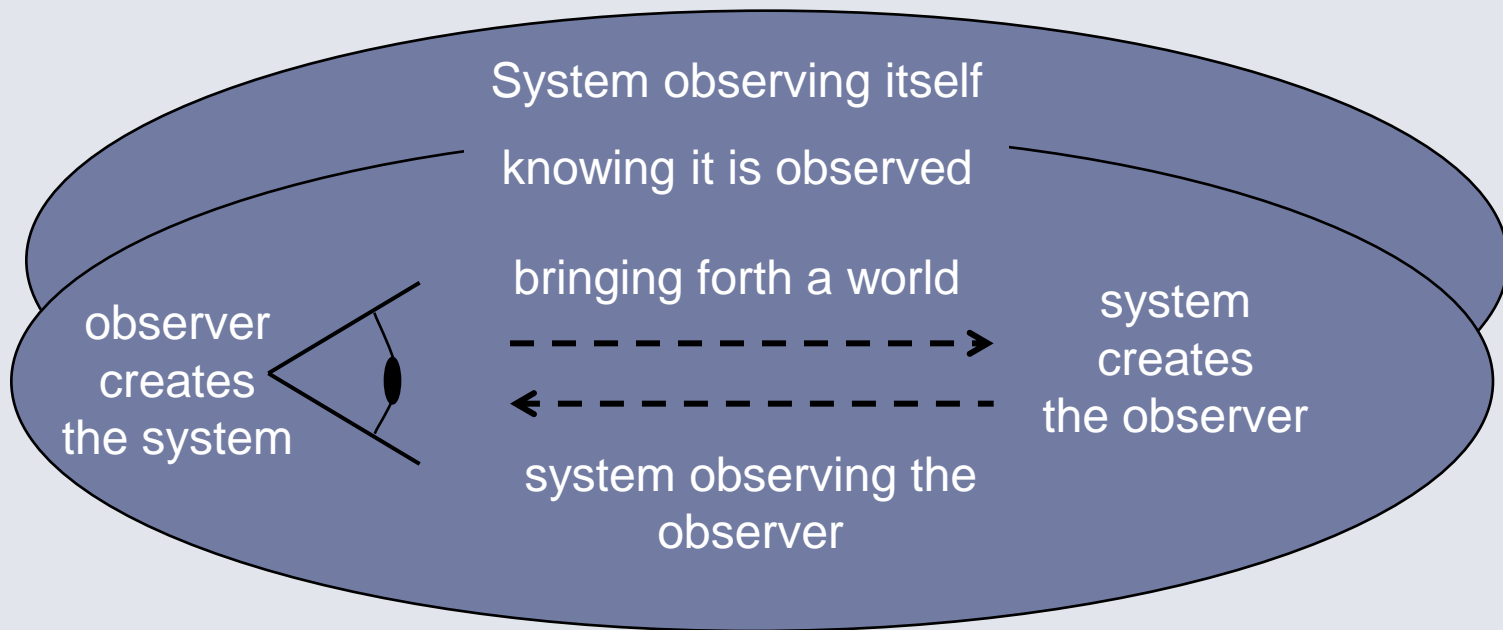 System observing itself
knowing it is observed
bringing forth a world
observer
creates
the system
system
creates
the observer
system observing the
observer